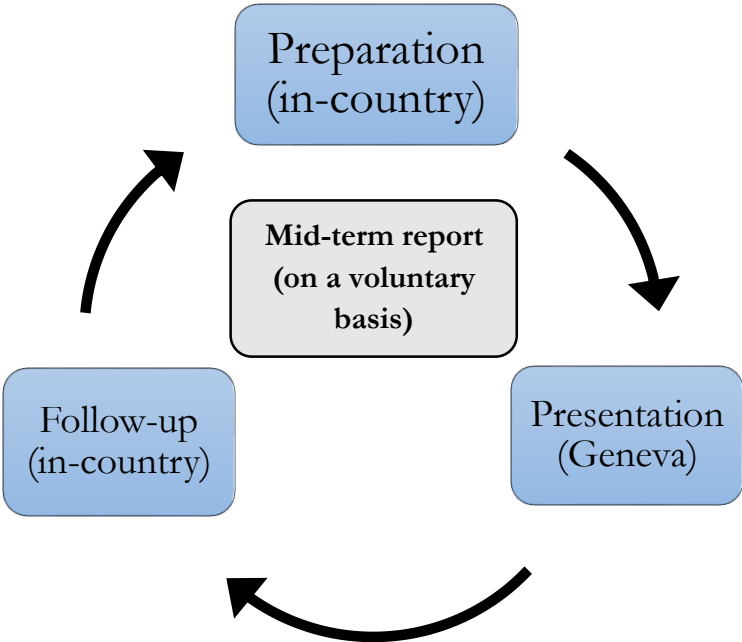 Preparation
(in-country)
Mid-term report
(on a voluntary
basis)
Follow-up
(in-country)
Presentation
(Geneva)